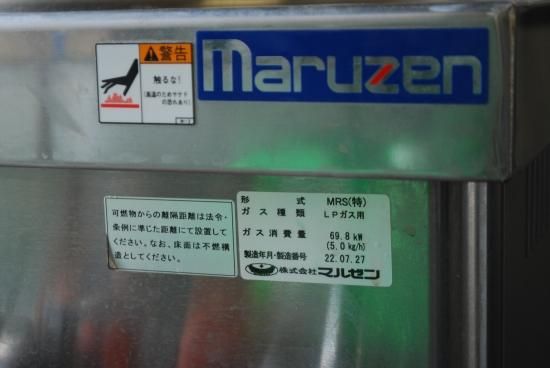 警告
触るな!
(高温のためヤケド
の恐れあり)
maruzen
可燃物からの離隔距離は法令・
条例に準じた距離にて設置して
ください。なお、床面は不燃構
造としてください。
形 式 MRS(特)
ガス種類 LPガス用
ガス消費量 69.8 kW
(5.0 kg/h)
製造年月・製造番号 22.07.27
株式会社マルゼン